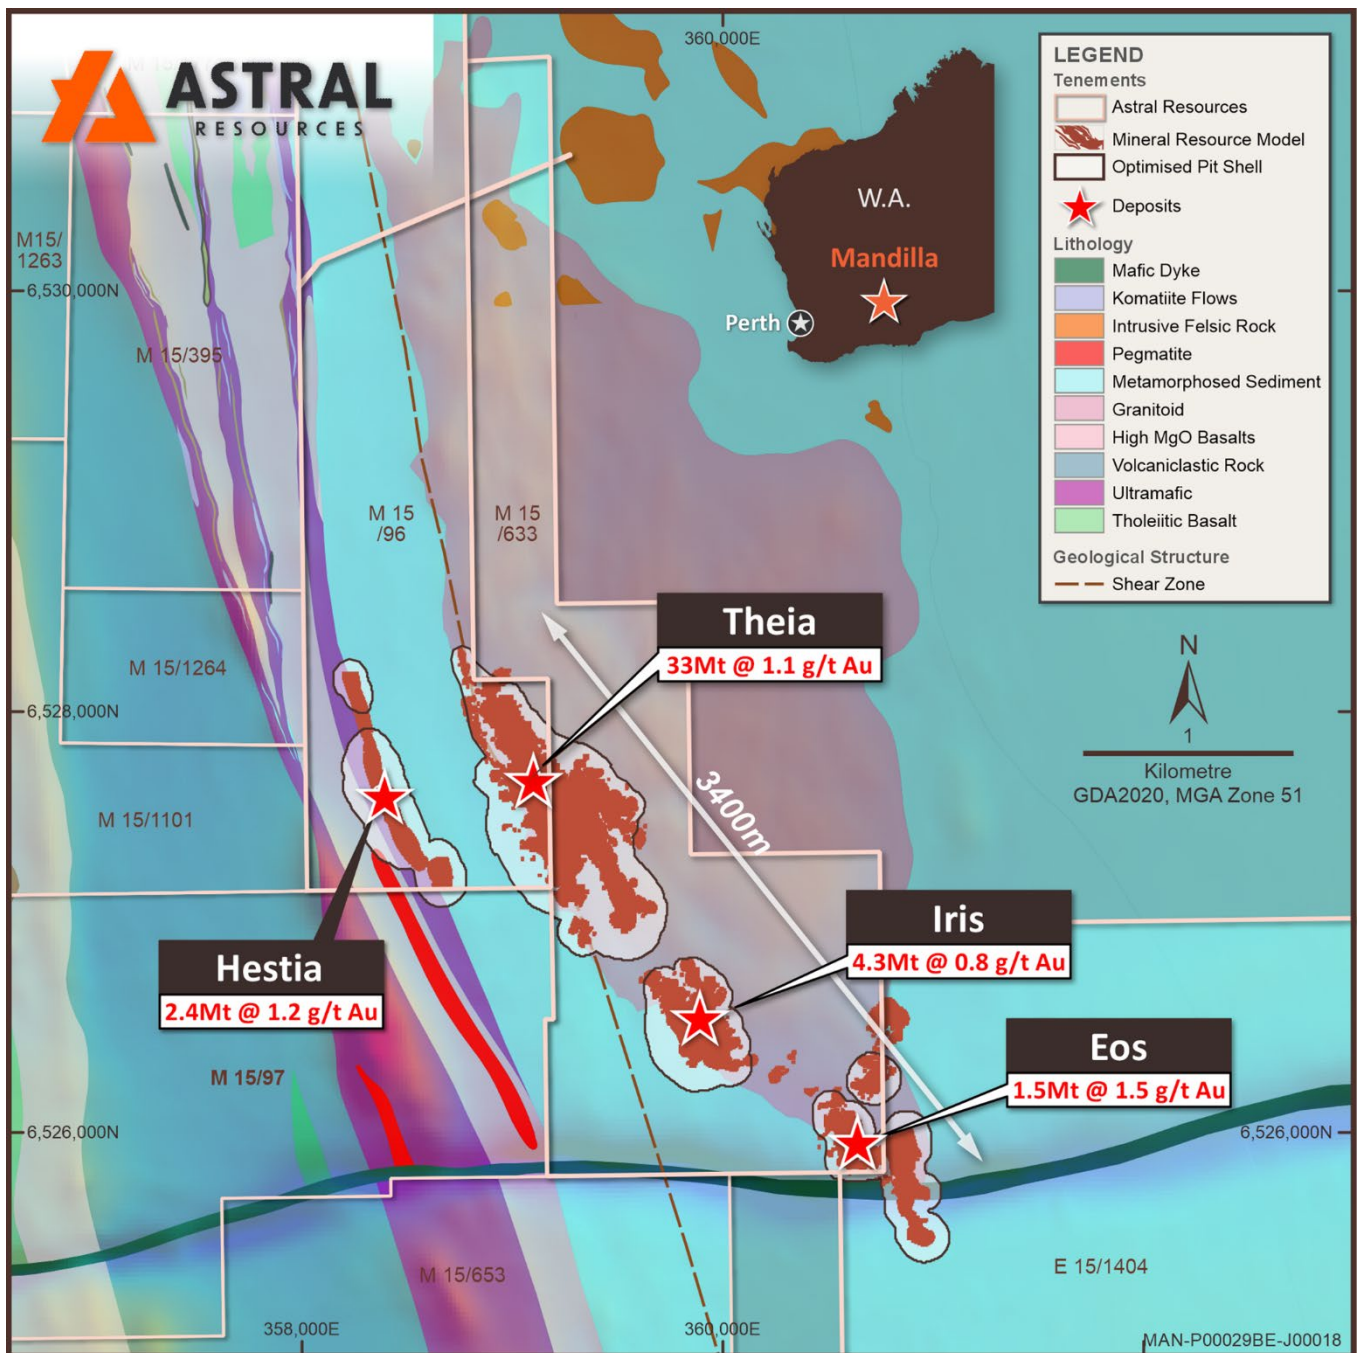 ASTRAL
RESOURCES
360,000E
LEGEND
Tenements
Astral Resources
Mineral Resource Model
Optimised Pit Shell
Deposits
Lithology
Mafic Dyke
Komatiite Flows
Intrusive Felsic Rock
Pegmatite
Metamorphosed Sediment
Granitoid
High MgO Basalts
Volcaniclastic Rock
Ultramafic
Tholeiitic Basalt
Geological Structure
Shear Zone
W.A.
Mandilla
Perth
M15/
1263
6,530,000N
M 15/395
M 15
/96
M 15
/633
Theia
33Mt @ 1.1 g/t Au
M 15/1264
6,528,000N
N
1
Kilometre
GDA2020, MGA Zone 51
M 15/1101
3400m
Hestia
2.4Mt @ 1.2 g/t Au
Iris
4.3Mt @ 0.8 g/t Au
Eos
1.5Mt @ 1.5 g/t Au
M 15/97
6,526,000N
6,526,000N
M 15/653
E 15/1404
358,000E
360,000E
MAN-P00029BE-J00018